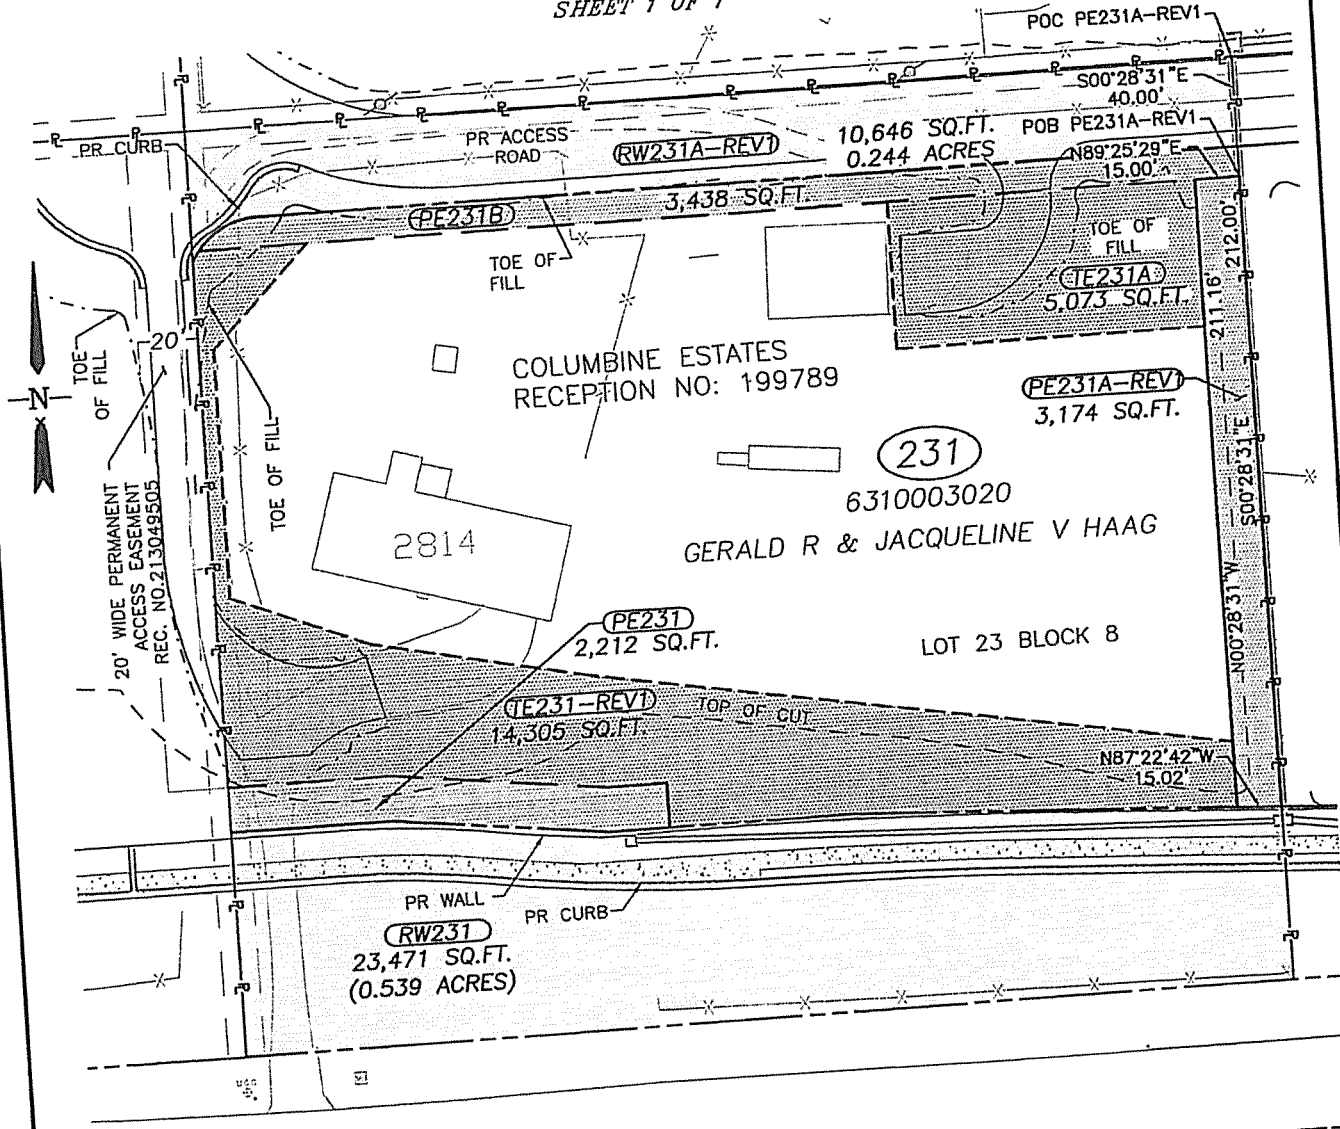 SHEET 1 OF 1
POC PE231A-REV1
S00°28'31"E
40.00'
PR ACCESS
ROAD
RW231A-REV1
10,646 SQ.FT.
0.244 ACRES
POB PE231A-REV1
PR CURB
N89°25'29"E
15.00'
PE231B
3,438 SQ.FT.
TOE OF
FILL
TOE OF
FILL
TE231A
5,073 SQ.FT.
212.00'
211.16'
20'
TOE
OF FILL
N
COLUMBINE ESTATES
RECEPTION NO: 199789
PE231A-REV1
3,174 SQ.FT.
TOE OF FILL
231
6310003020
GERALD R & JACQUELINE V HAAG
2814
S00°28'31"E
N00°28'31"W
20' WIDE PERMANENT
ACCESS EASEMENT
REC. NO.213049505
PE231
2,212 SQ.FT.
LOT 23 BLOCK 8
TE231-REV1
14,305 SQ.FT.
TOP OF CUT
N87°22'42"W
15.02'
PR WALL
PR CURB
RW231
23,471 SQ.FT.
(0.539 ACRES)